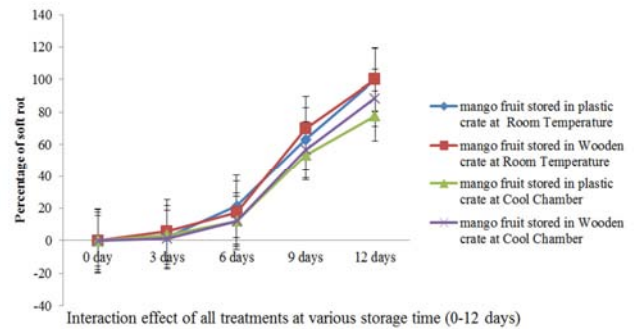 140
120
100
80
60
40
20
0
-20
-40
Percentage of soft rot
0 day 3 days 6 days 9 days 12 days
mango fruit stored in plastic
crate at Room Temperature
mango fruit stored in Wooden
crate at Room Temperature
mango fruit stored in plastic
crate at Cool Chamber
mango fruit stored in Wooden
crate at Cool Chamber
Interaction effect of all treatments at various storage time (0-12 days)